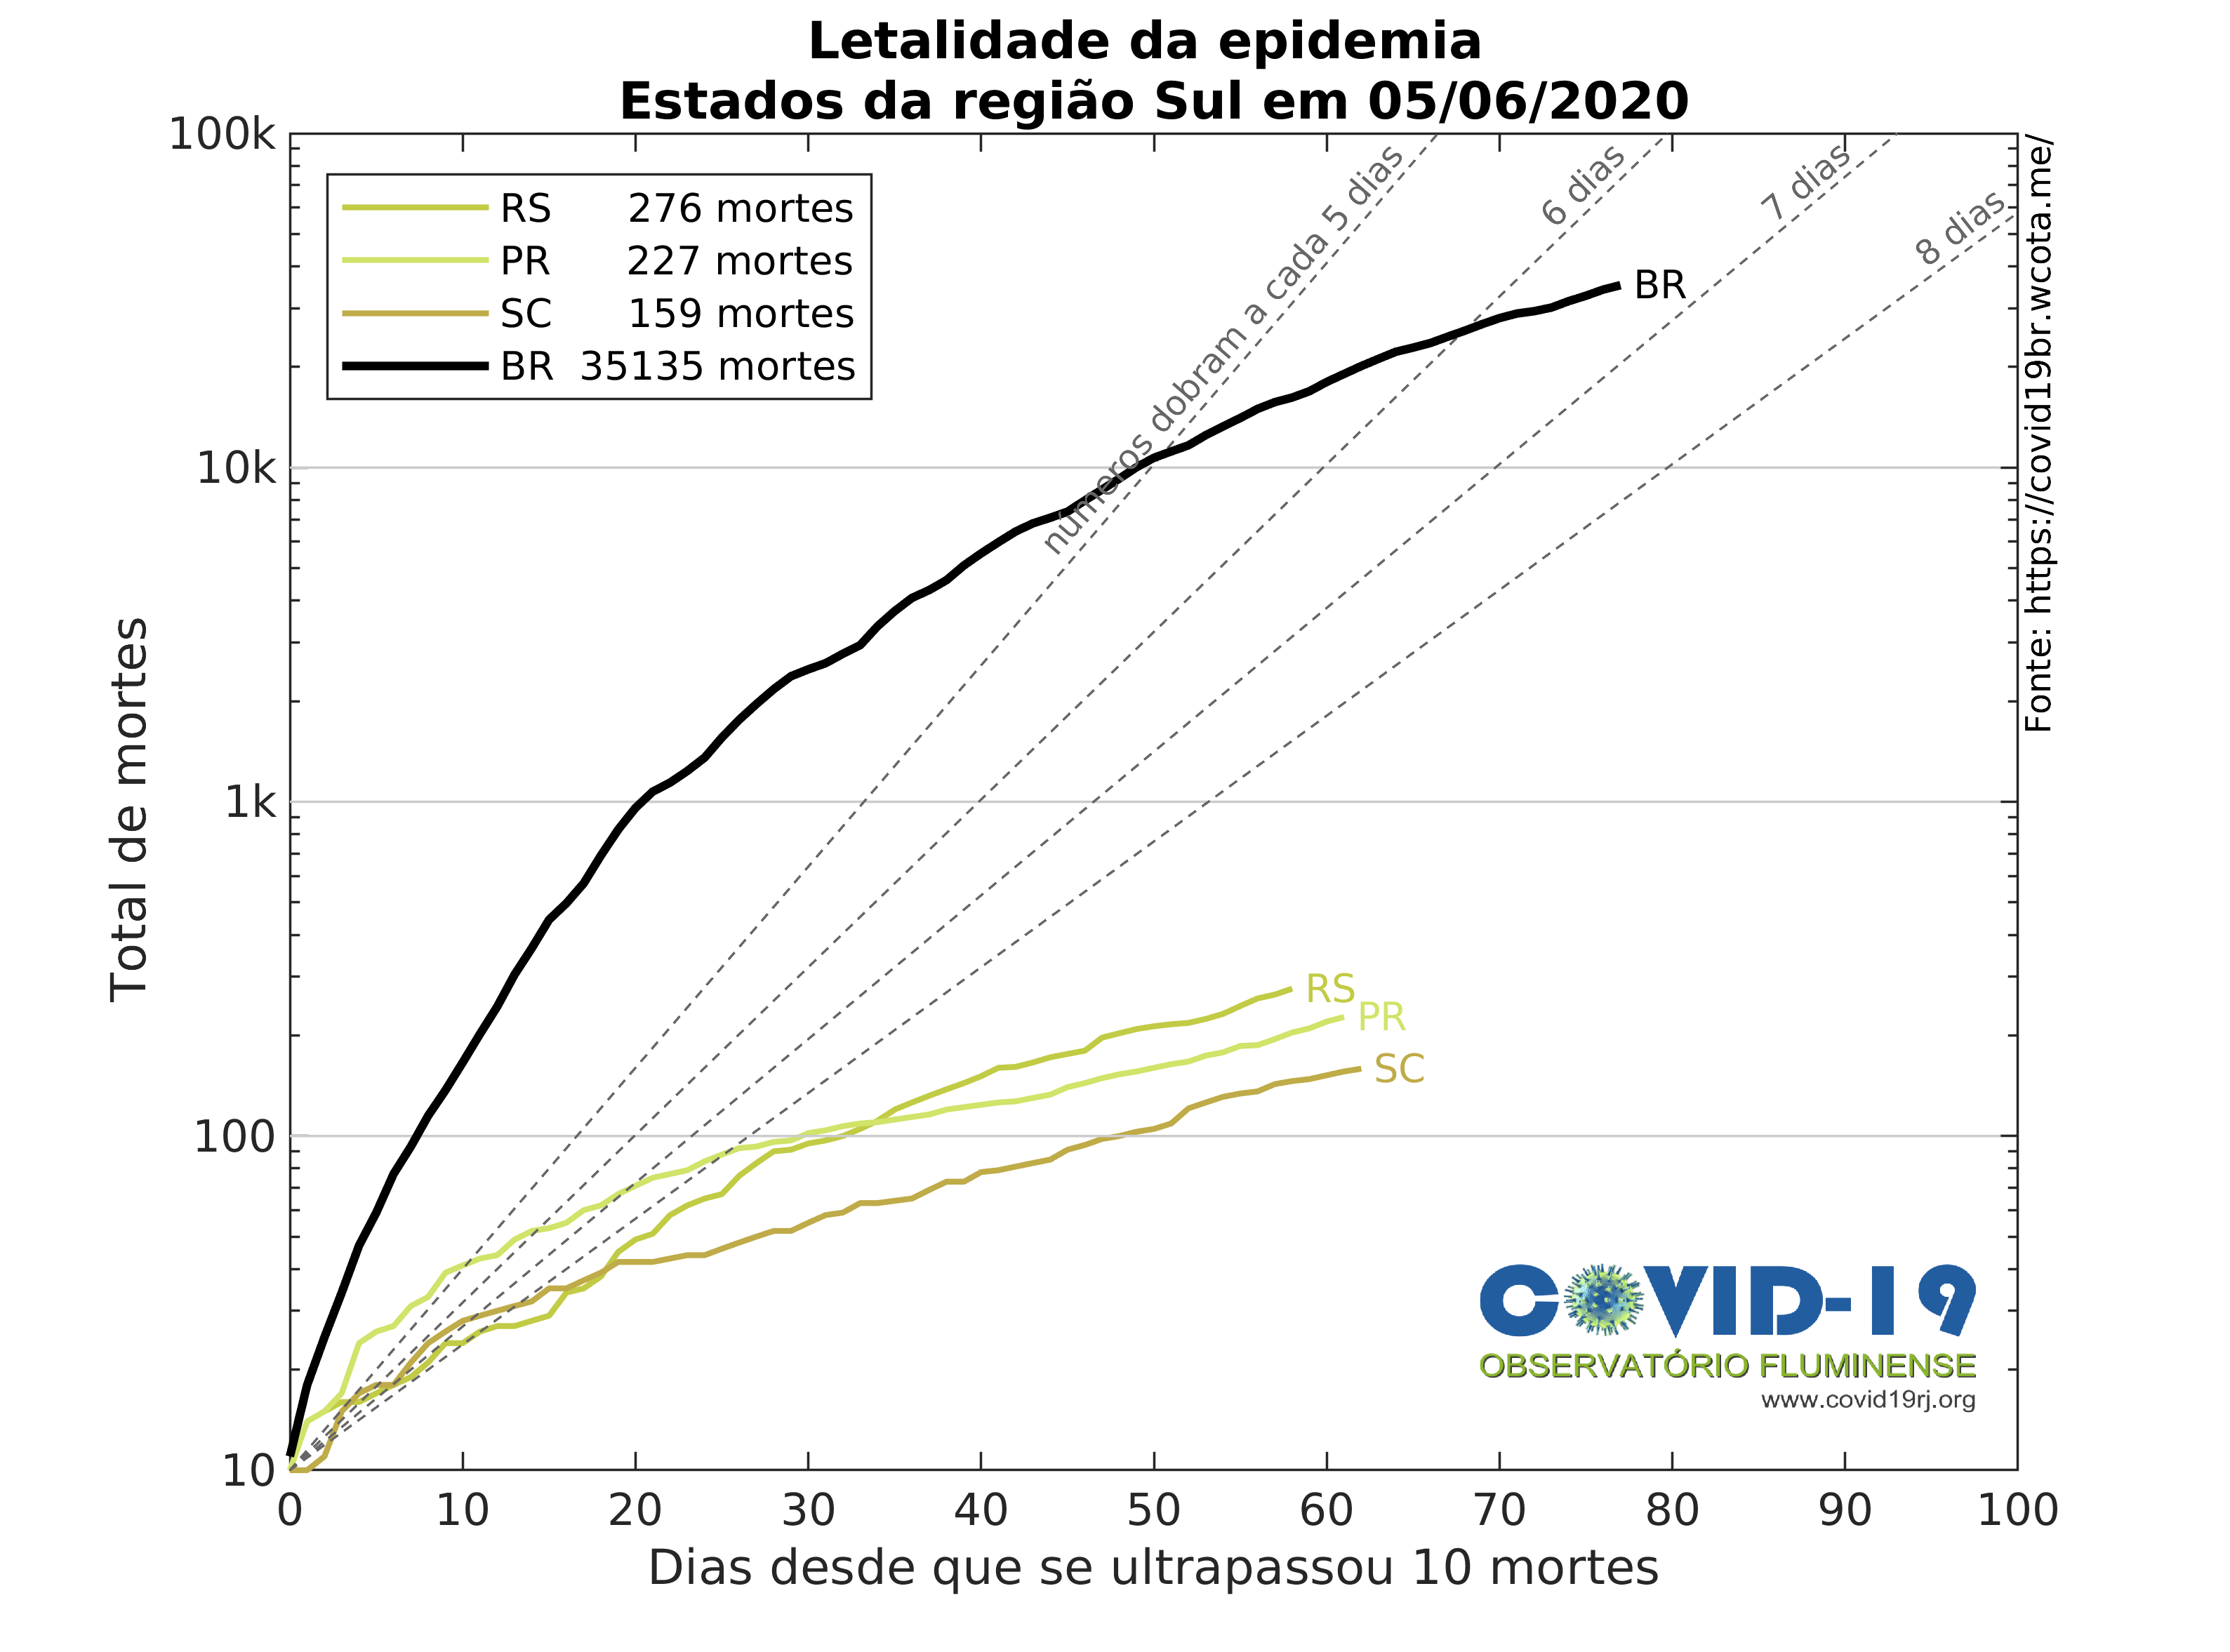 Letalidade da epidemia
Estados da região Sul em 05/06/2020
100k
10k
1k
100
10
Total de mortes
RS 276 mortes
PR 227 mortes
SC 159 mortes
BR 35135 mortes
números dobram a cada 5 dias
6 dias
7 dias
8 dias
BR
RS
PR
SC
Fonte: https://covid19br.wcota.me/
COVID-19
OBSERVATÓRIO FLUMINENSE
www.covid19rj.org
0 10 20 30 40 50 60 70 80 90 100
Dias desde que se ultrapassou 10 mortes